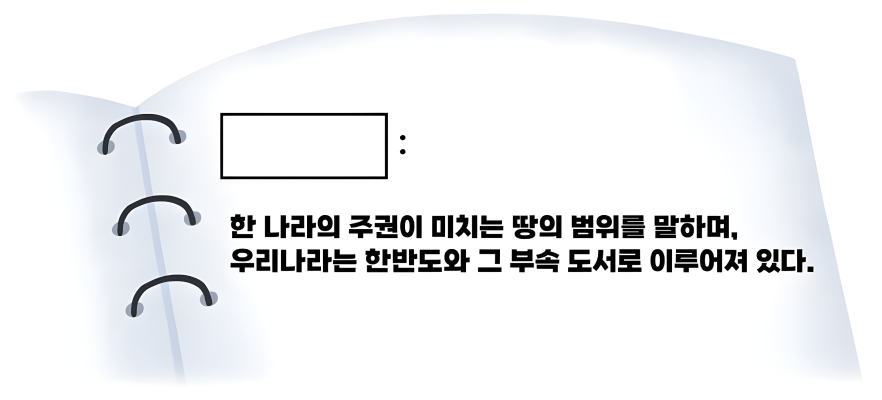 :
한 나라의 주권이 미치는 땅의 범위를 말하며,
우리나라는 한반도와 그 부속 도서로 이루어져 있다.